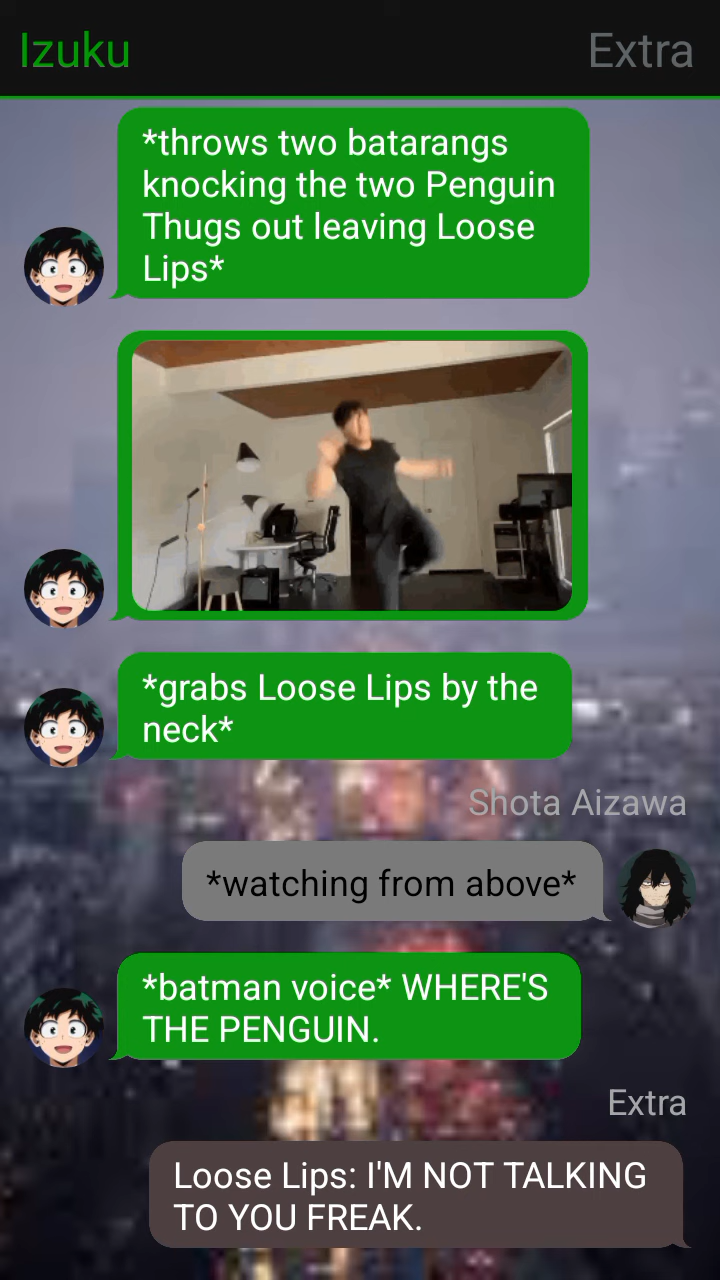 Izuku
Extra
*throws two batarangs
knocking the two Penguin
Thugs out leaving Loose
Lips*
*grabs Loose Lips by the
neck*
Shota Aizawa
*watching from above*
*batman voice* WHERE'S
THE PENGUIN.
Extra
Loose Lips: I'M NOT TALKING
TO YOU FREAK.